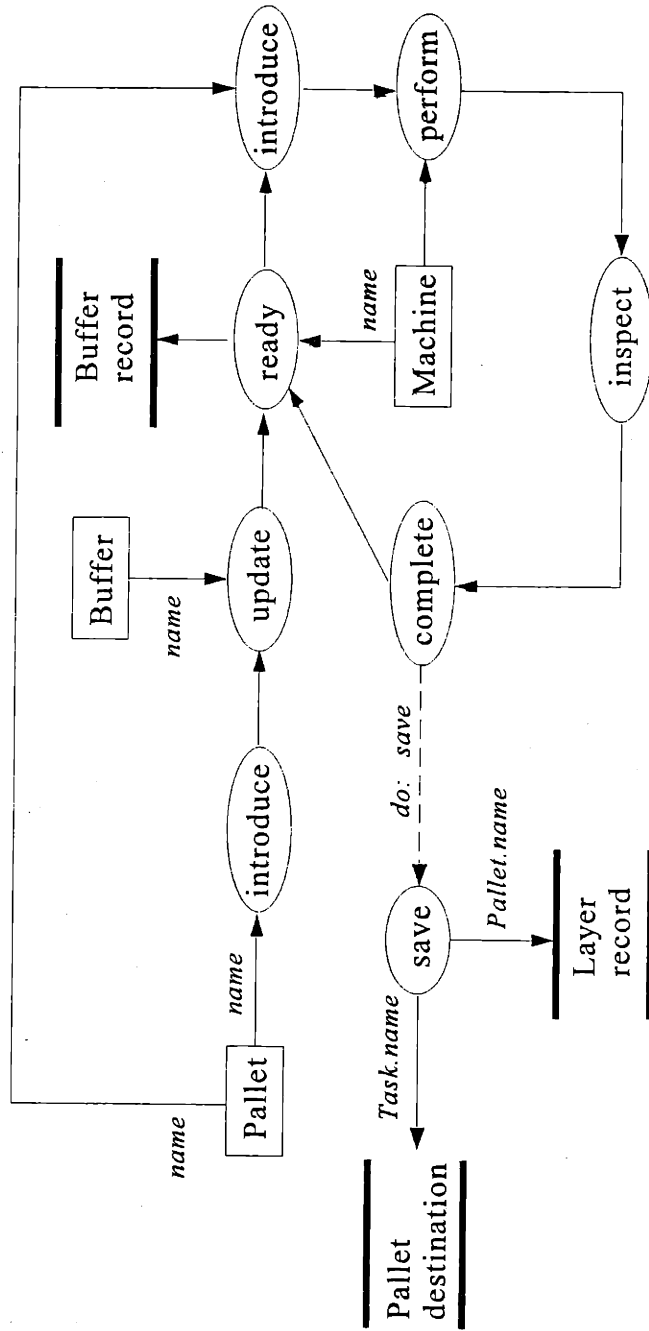 name
Pallet
name
introduce
Buffer
name
update
Buffer
record
ready
introduce
name
Machine
perform
inspect
complete
do: save
save
Task.name
Pallet
destination
Pallet.name
Layer
record